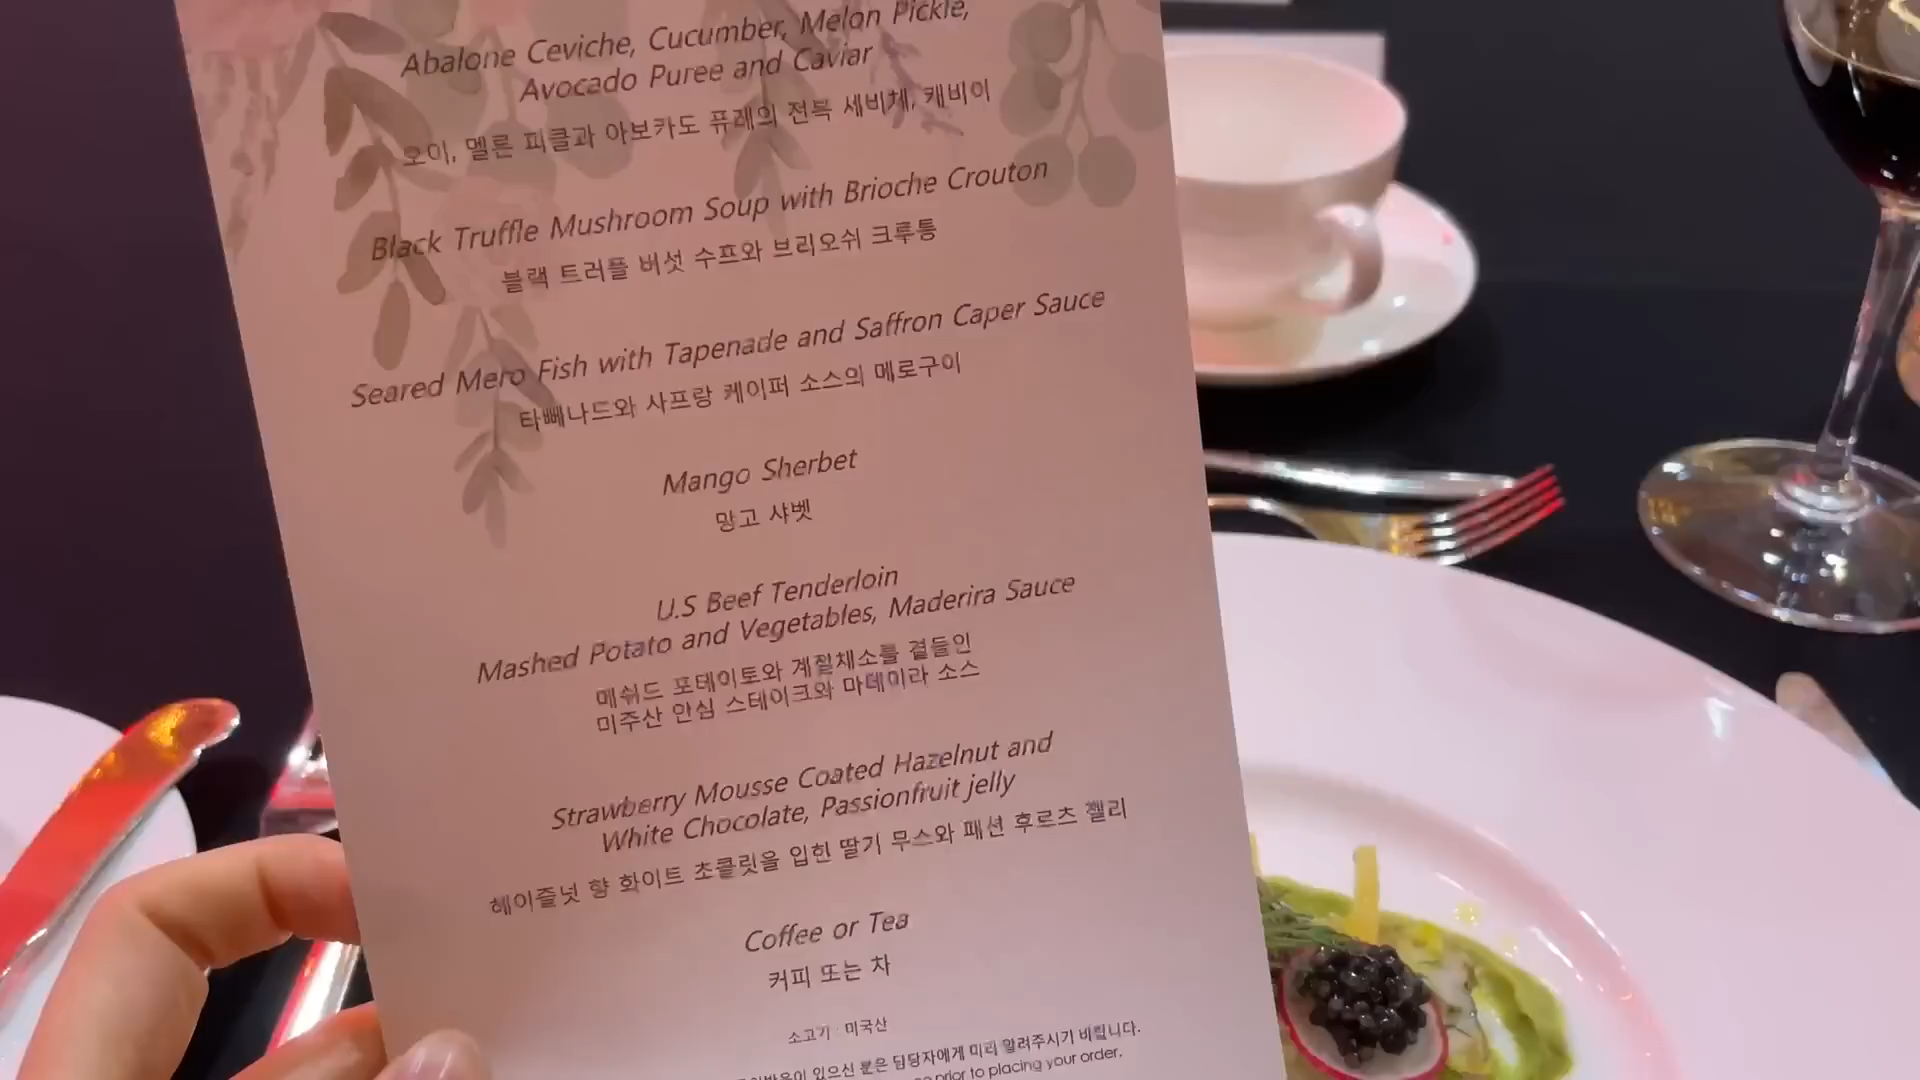 Abalone Ceviche, Cucumber, Melon Pickle,
Avocado Puree and Caviar
오이, 멜론 피클과 아보카도 퓨레의 전복 세비체, 캐비어
Black Truffle Mushroom Soup with Brioche Crouton
블랙 트러플 버섯 수프와 브리오쉬 크루통
Seared Mero Fish with Tapenade and Saffron Caper Sauce
타뻬나드와 사프랑 케이퍼 소스의 메로구이
Mango Sherbet
망고 샤벳
U.S Beef Tenderloin
Mashed Potato and Vegetables, Maderira Sauce
메쉬드 포테이토와 계절채소를 곁들인
미주산 안심 스테이크와 마데이라 소스
Strawberry Mousse Coated Hazelnut and
White Chocolate, Passionfruit jelly
헤이즐넛 향 화이트 초콜릿을 입힌 딸기 무스와 패션 후르츠 젤리
Coffee or Tea
커피 또는 차
소고기 : 미국산
있으신 분은 담당자에게 미리 알려주시기 바랍니다.
prior to placing your order.